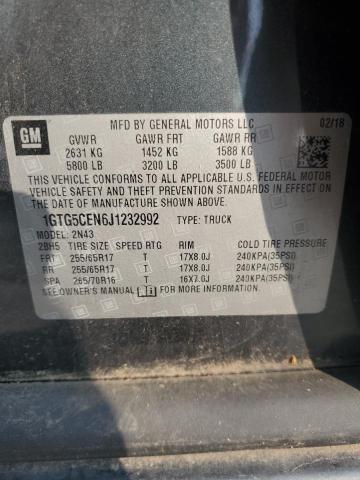 GM
MFD BY GENERAL MOTORS LLC 02/18
GVWR GAWR FRT GAWR RR
2631 KG 1452 KG 1588 KG
5800 LB 3200 LB 3500 LB
THIS VEHICLE CONFORMS TO ALL APPLICABLE U.S. FEDERAL MOTOR
VEHICLE SAFETY AND THEFT PREVENTION STANDARDS IN EFFECT
ON THE DATE OF MANUFACTURE SHOWN ABOVE.
1GTG5CEN6J1232992 TYPE: TRUCK
MODEL: 2N43
2BH5 TIRE SIZE SPEED RTG RIM COLD TIRE PRESSURE
FRT 255/65R17 T 17X8.0J 240KPA(35PSI)
RR 255/65R17 T 17X8.0J 240KPA(35PSI)
SPA 265/70R16 T 16X7.0J 240KPA(35PSI)
SEE OWNER'S MANUAL FOR ADDITIONAL INFORMATION.